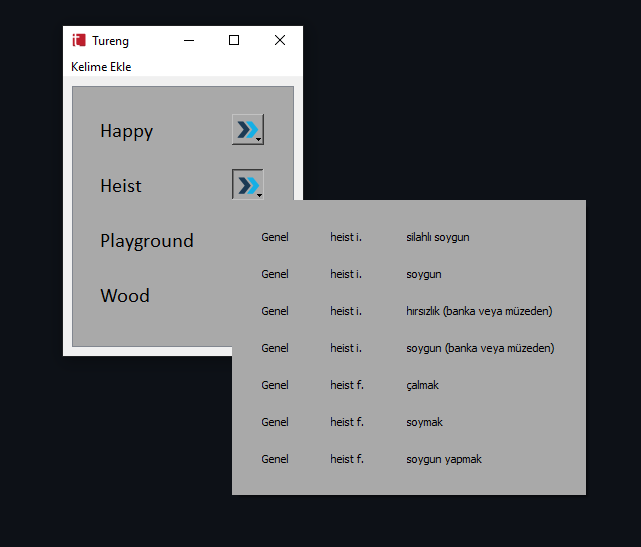 Tureng
Kelime Ekle
Happy
Heist
Playground
Wood
Genel heist i. silahlı soygun
Genel heist i. soygun
Genel heist i. hırsızlık (banka veya müzeden)
Genel heist i. soygun (banka veya müzeden)
Genel heist f. çalmak
Genel heist f. soymak
Genel heist f. soygun yapmak